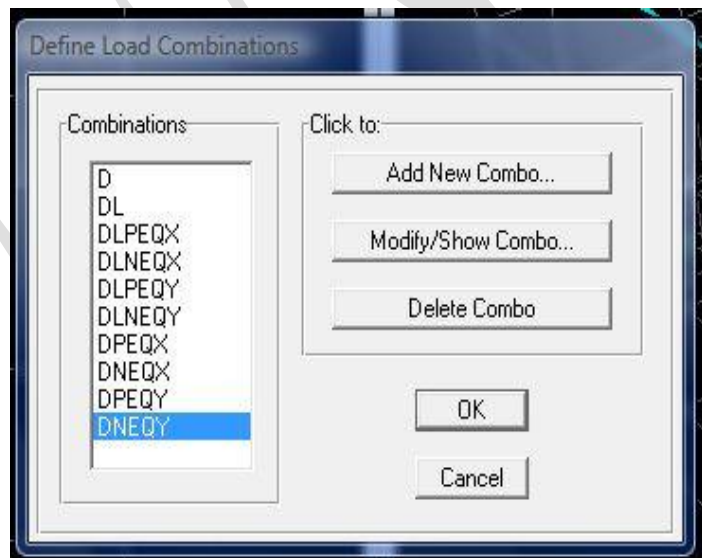 Define Load Combinations
Combinations
D
DL
DLPEQX
DLNEQX
DLPEQY
DLNEQY
DPEQX
DNEQX
DPEQY
DNEQY
Click to:
Add New Combo...
Modify/Show Combo...
Delete Combo
OK
Cancel